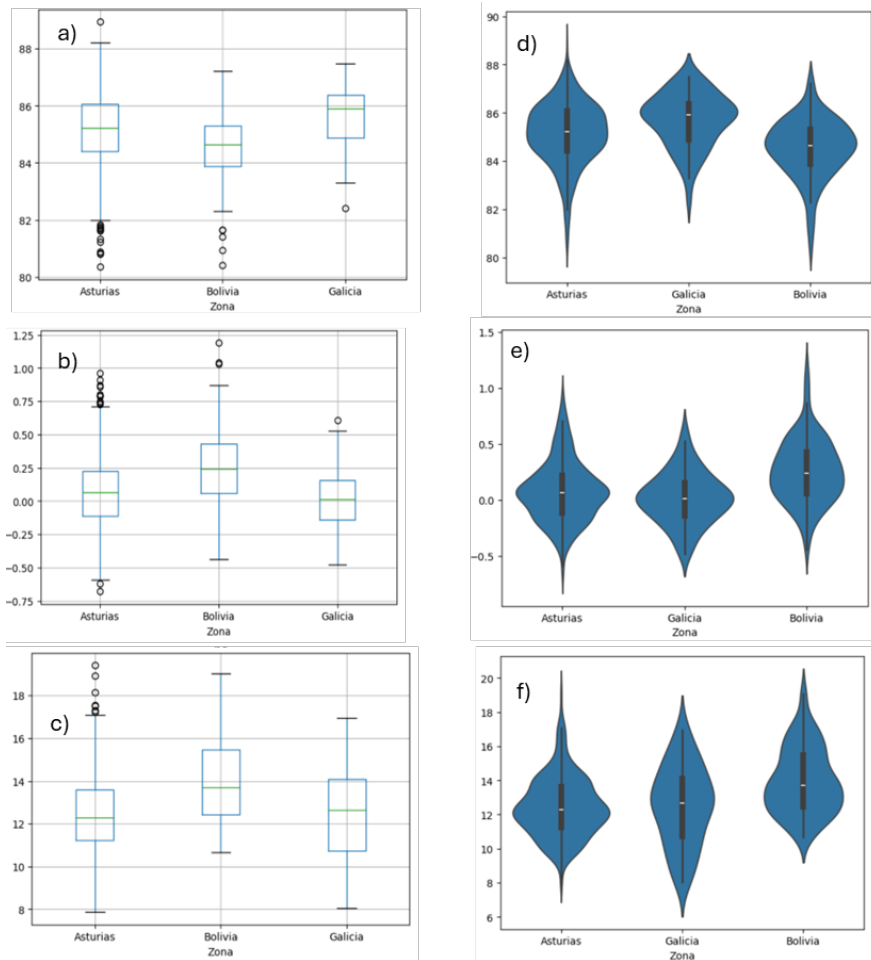 a)
88
86
84
82
80
Asturias Bolivia Galicia
Zona
d)
90
88
86
84
82
80
Asturias Galicia Bolivia
Zona
b)
1.25
1.00
0.75
0.50
0.25
0.00
−0.25
−0.50
−0.75
Asturias Bolivia Galicia
Zona
e)
1.5
1.0
0.5
0.0
−0.5
Asturias Galicia Bolivia
Zona
c)
18
16
14
12
10
8
Asturias Bolivia Galicia
Zona
f)
20
18
16
14
12
10
8
6
Asturias Galicia Bolivia
Zona